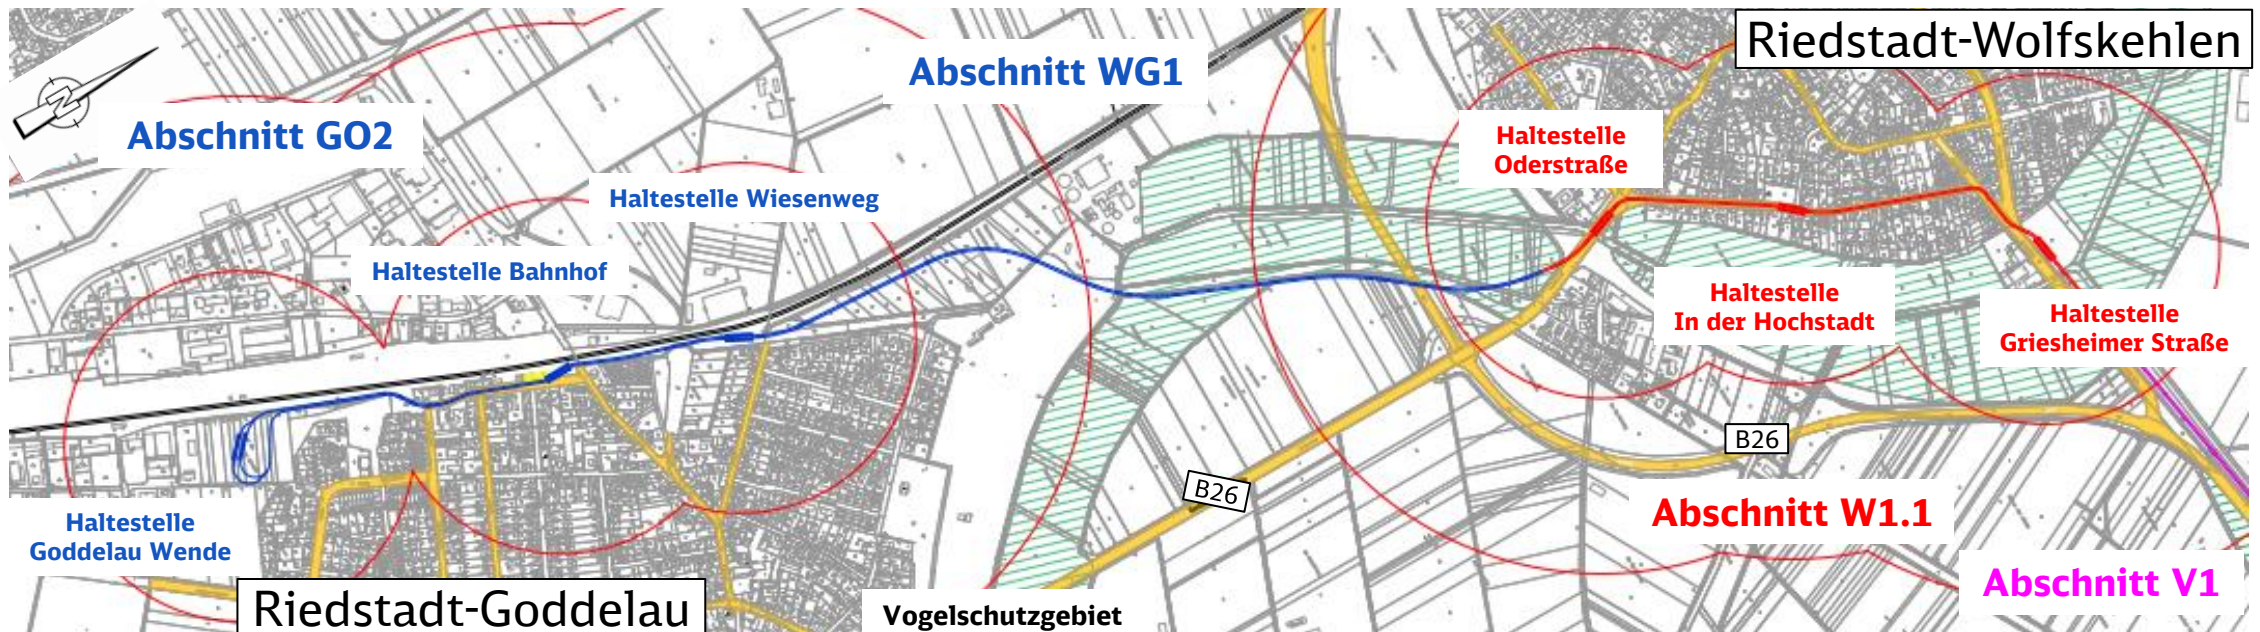 Riedstadt-Wolfskehlen
Abschnitt WG1
Abschnitt GO2
Haltestelle
Oderstraße
Haltestelle Wiesenweg
Haltestelle Bahnhof
Haltestelle
In der Hochstadt
Haltestelle
Griesheimer Straße
B26
B26
Abschnitt W1.1
Haltestelle
Goddelau Wende
Abschnitt V1
Riedstadt-Goddelau
Vogelschutzgebiet
N